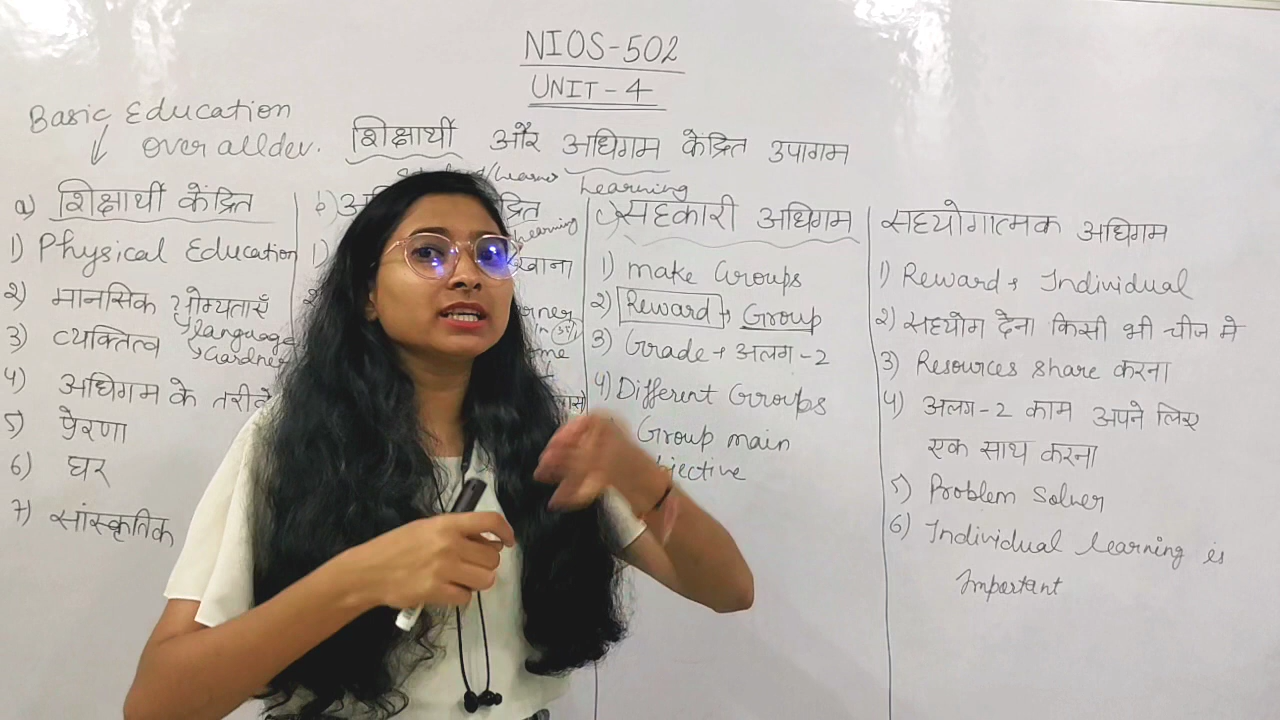 NIOS-502
UNIT-4
Basic Education
over all dev.
शिक्षार्थी और अधिगम केंद्रित उपागम
Learning
a) शिक्षार्थी केंद्रित
1) Physical Education
2) मानसिक योग्यताएँ
→ language
3) व्यक्तित्व
4) अधिगम के तरीके
5) प्रेरणा
6) घर
7) सांस्कृतिक
b)
learning
1)
c) सहकारी अधिगम
1) make Groups
2) Reward → Group
3) Grade → अलग-2
4) Different Groups
Group main
सहयोगात्मक अधिगम
1) Reward → Individual
2) सहयोग देना किसी भी चीज मे
3) Resources share करना
4) अलग-2 काम अपने लिए
एक साथ करना
5) Problem Solver
6) Individual learning is
Important